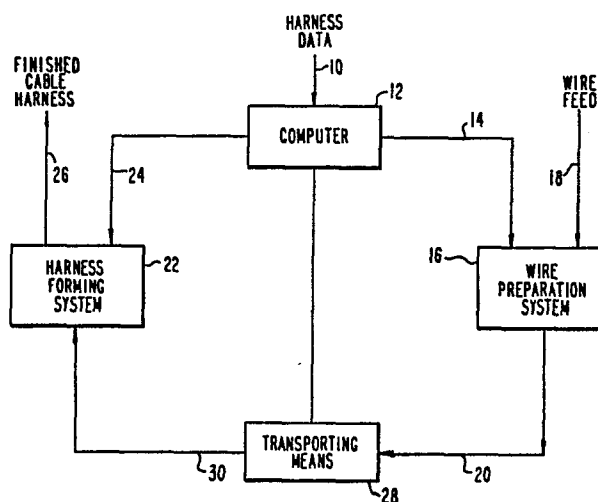 HARNESS
DATA
10
FINISHED
CABLE
HARNESS
12
WIRE
FEED
COMPUTER
14
26
24
18
HARNESS
FORMING
SYSTEM
22
16
WIRE
PREPARATION
SYSTEM
TRANSPORTING
MEANS
30
20
28